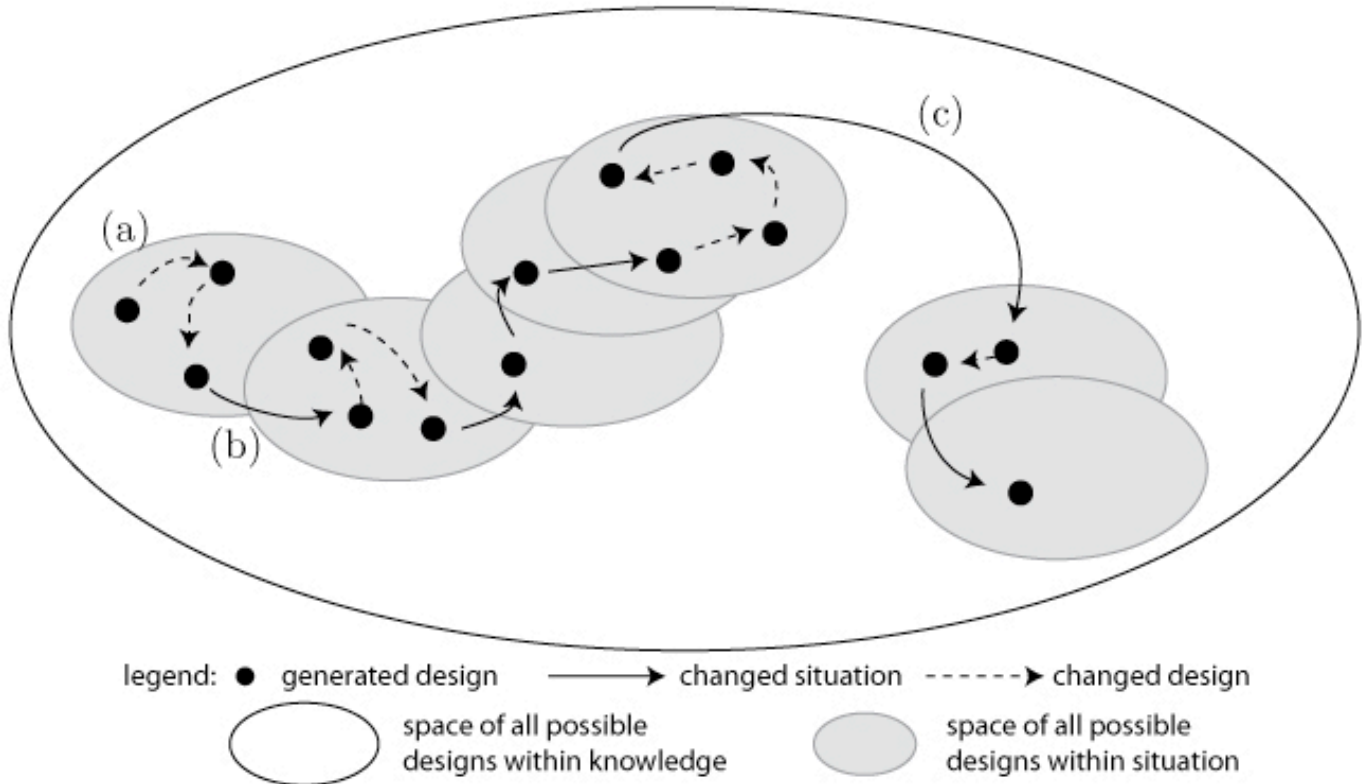 (c)
(a)
(b)
legend: generated design changed situation changed design
space of all possible
designs within knowledge
space of all possible
designs within situation